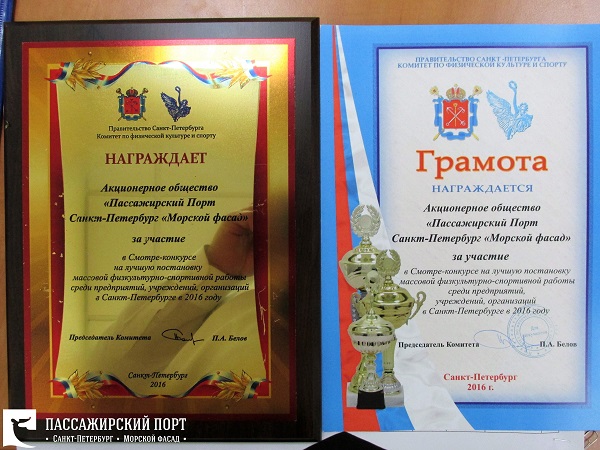 Правительство Санкт-Петербурга
Комитет по физической культуре и спорту
НАГРАЖДАЕТ
Акционерное общество
«Пассажирский Порт
Санкт-Петербург «Морской фасад»
за участие
в Смотре-конкурсе
на лучшую постановку
массовой физкультурно-спортивной работы
среди предприятий, учреждений, организаций
в Санкт-Петербурге в 2016 году
Председатель Комитета П.А. Белов
Санкт-Петербург
2016
ПРАВИТЕЛЬСТВО САНКТ-ПЕТЕРБУРГА
КОМИТЕТ ПО ФИЗИЧЕСКОЙ КУЛЬТУРЕ И СПОРТУ
Грамота
НАГРАЖДАЕТСЯ
Акционерное общество
«Пассажирский Порт
Санкт-Петербург «Морской фасад»
за участие
в Смотре-конкурсе на лучшую постановку
массовой физкультурно-спортивной работы
среди предприятий,
учреждений, организаций
в Санкт-Петербурге в 2016 году
Председатель Комитета П.А. Белов
Санкт-Петербург
2016 г.
ПАССАЖИРСКИЙ ПОРТ
САНКТ-ПЕТЕРБУРГ • МОРСКОЙ ФАСАД •